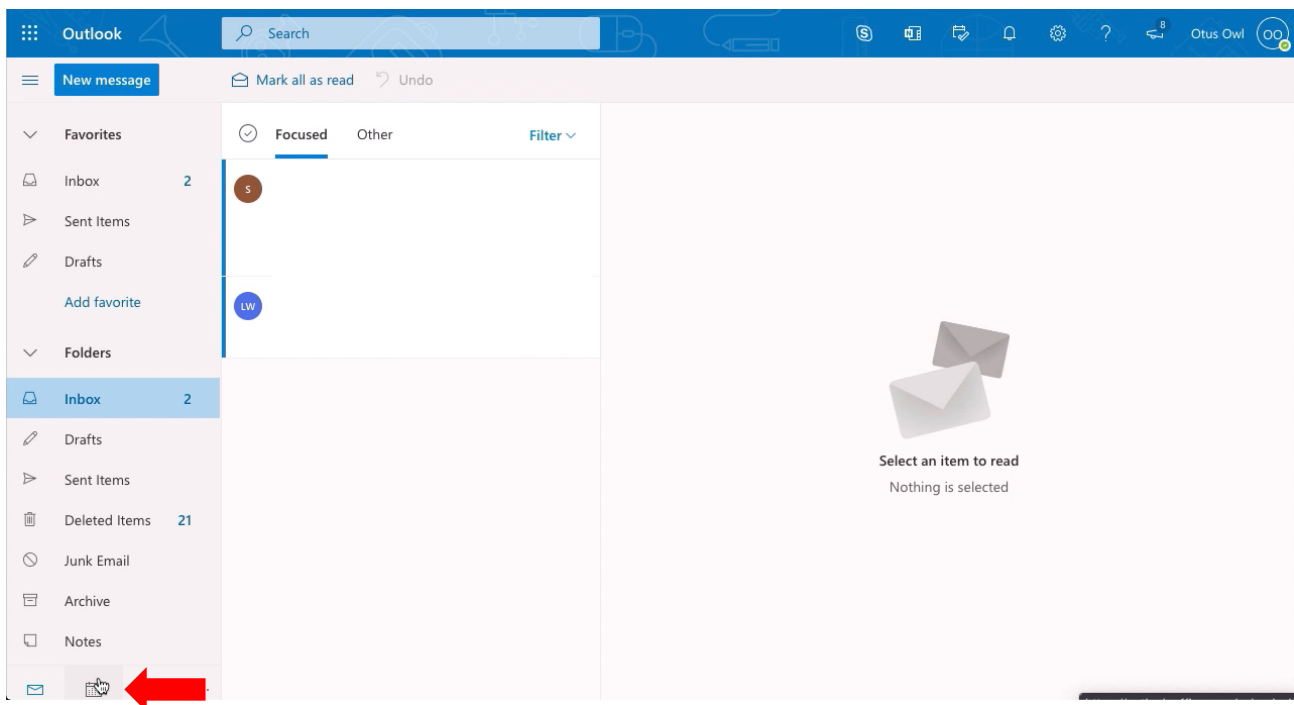 Outlook
Search
8
Otus Owl
OO
New message
Mark all as read
Undo
Favorites
Inbox 2
Sent Items
Drafts
Add favorite
Folders
Inbox 2
Drafts
Sent Items
Deleted Items 21
Junk Email
Archive
Notes
Focused
Other
Filter
S
LW
Select an item to read
Nothing is selected